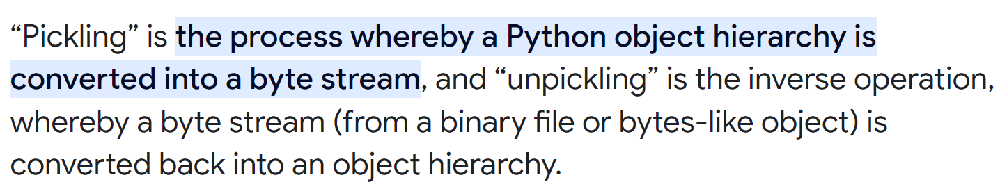 “Pickling” is the process whereby a Python object hierarchy is
converted into a byte stream, and “unpickling” is the inverse operation,
whereby a byte stream (from a binary file or bytes-like object) is
converted back into an object hierarchy.